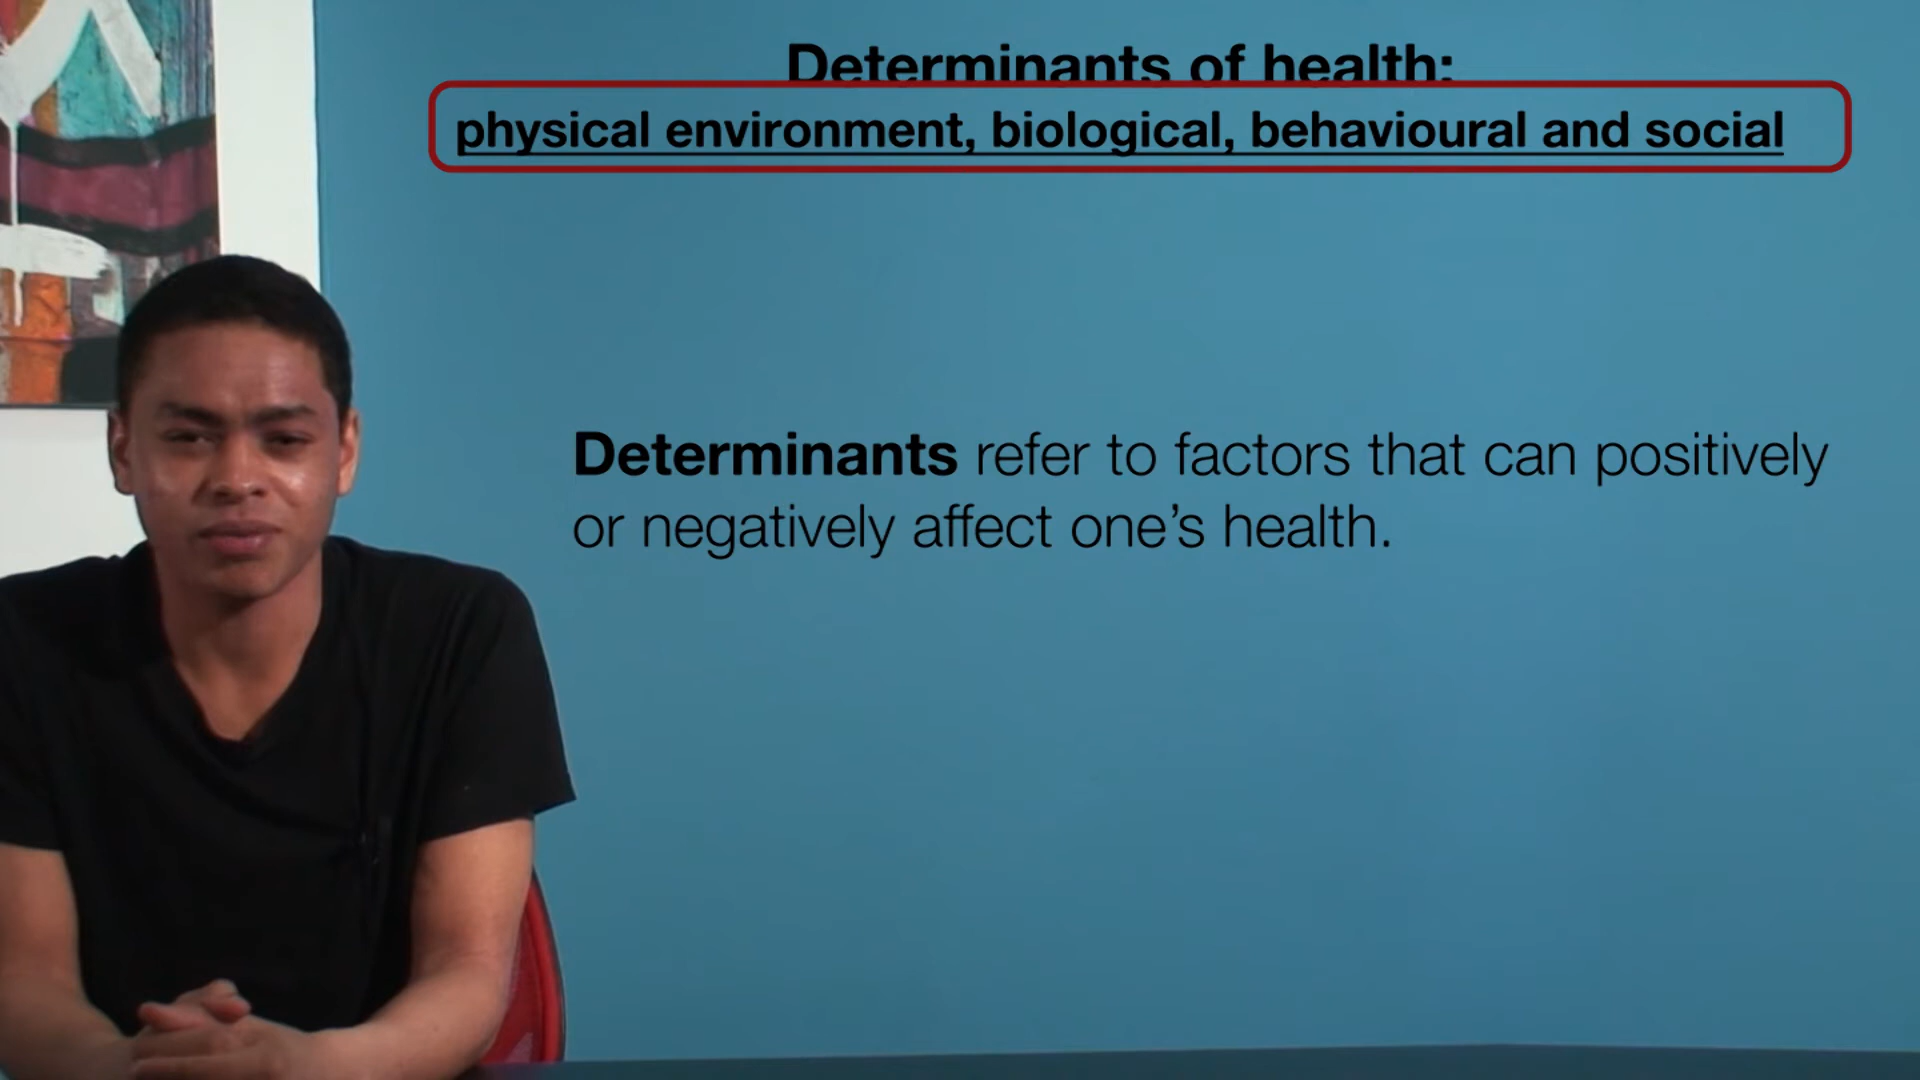 Determinants of health:
physical environment, biological, behavioural and social
Determinants refer to factors that can positively
or negatively affect one's health.